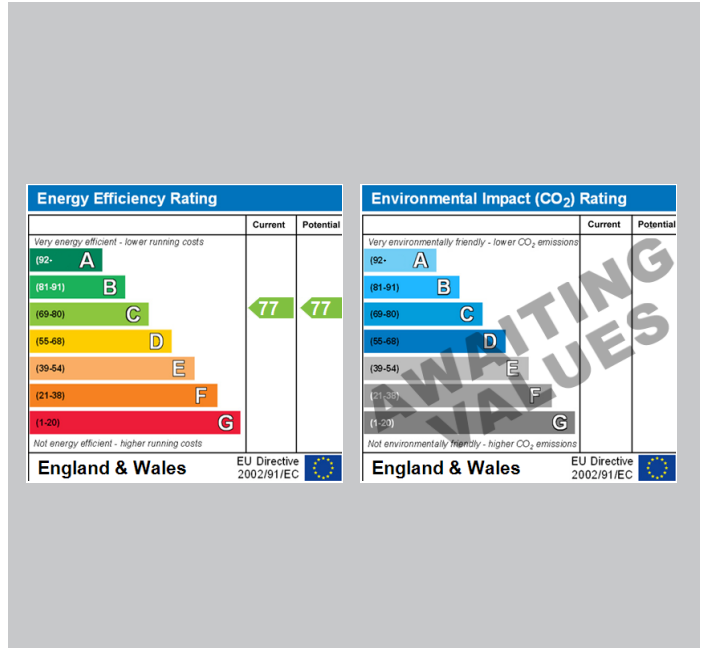 Energy Efficiency Rating
Current Potential
Very energy efficient - lower running costs
(92- A
(81-91) B
(69-80) C
77 77
(55-68) D
(39-54) E
(21-38) F
(1-20) G
Not energy efficient - higher running costs
England & Wales
EU Directive
2002/91/EC
Environmental Impact (CO2) Rating
Current Potential
Very environmentally friendly - lower CO2 emissions
(92- A
(81-91) B
(69-80) C
(55-68) D
(39-54) E
(21-38) F
(1-20) G
AWAITING
VALUES
Not environmentally friendly - higher CO2 emissions
England & Wales
EU Directive
2002/91/EC